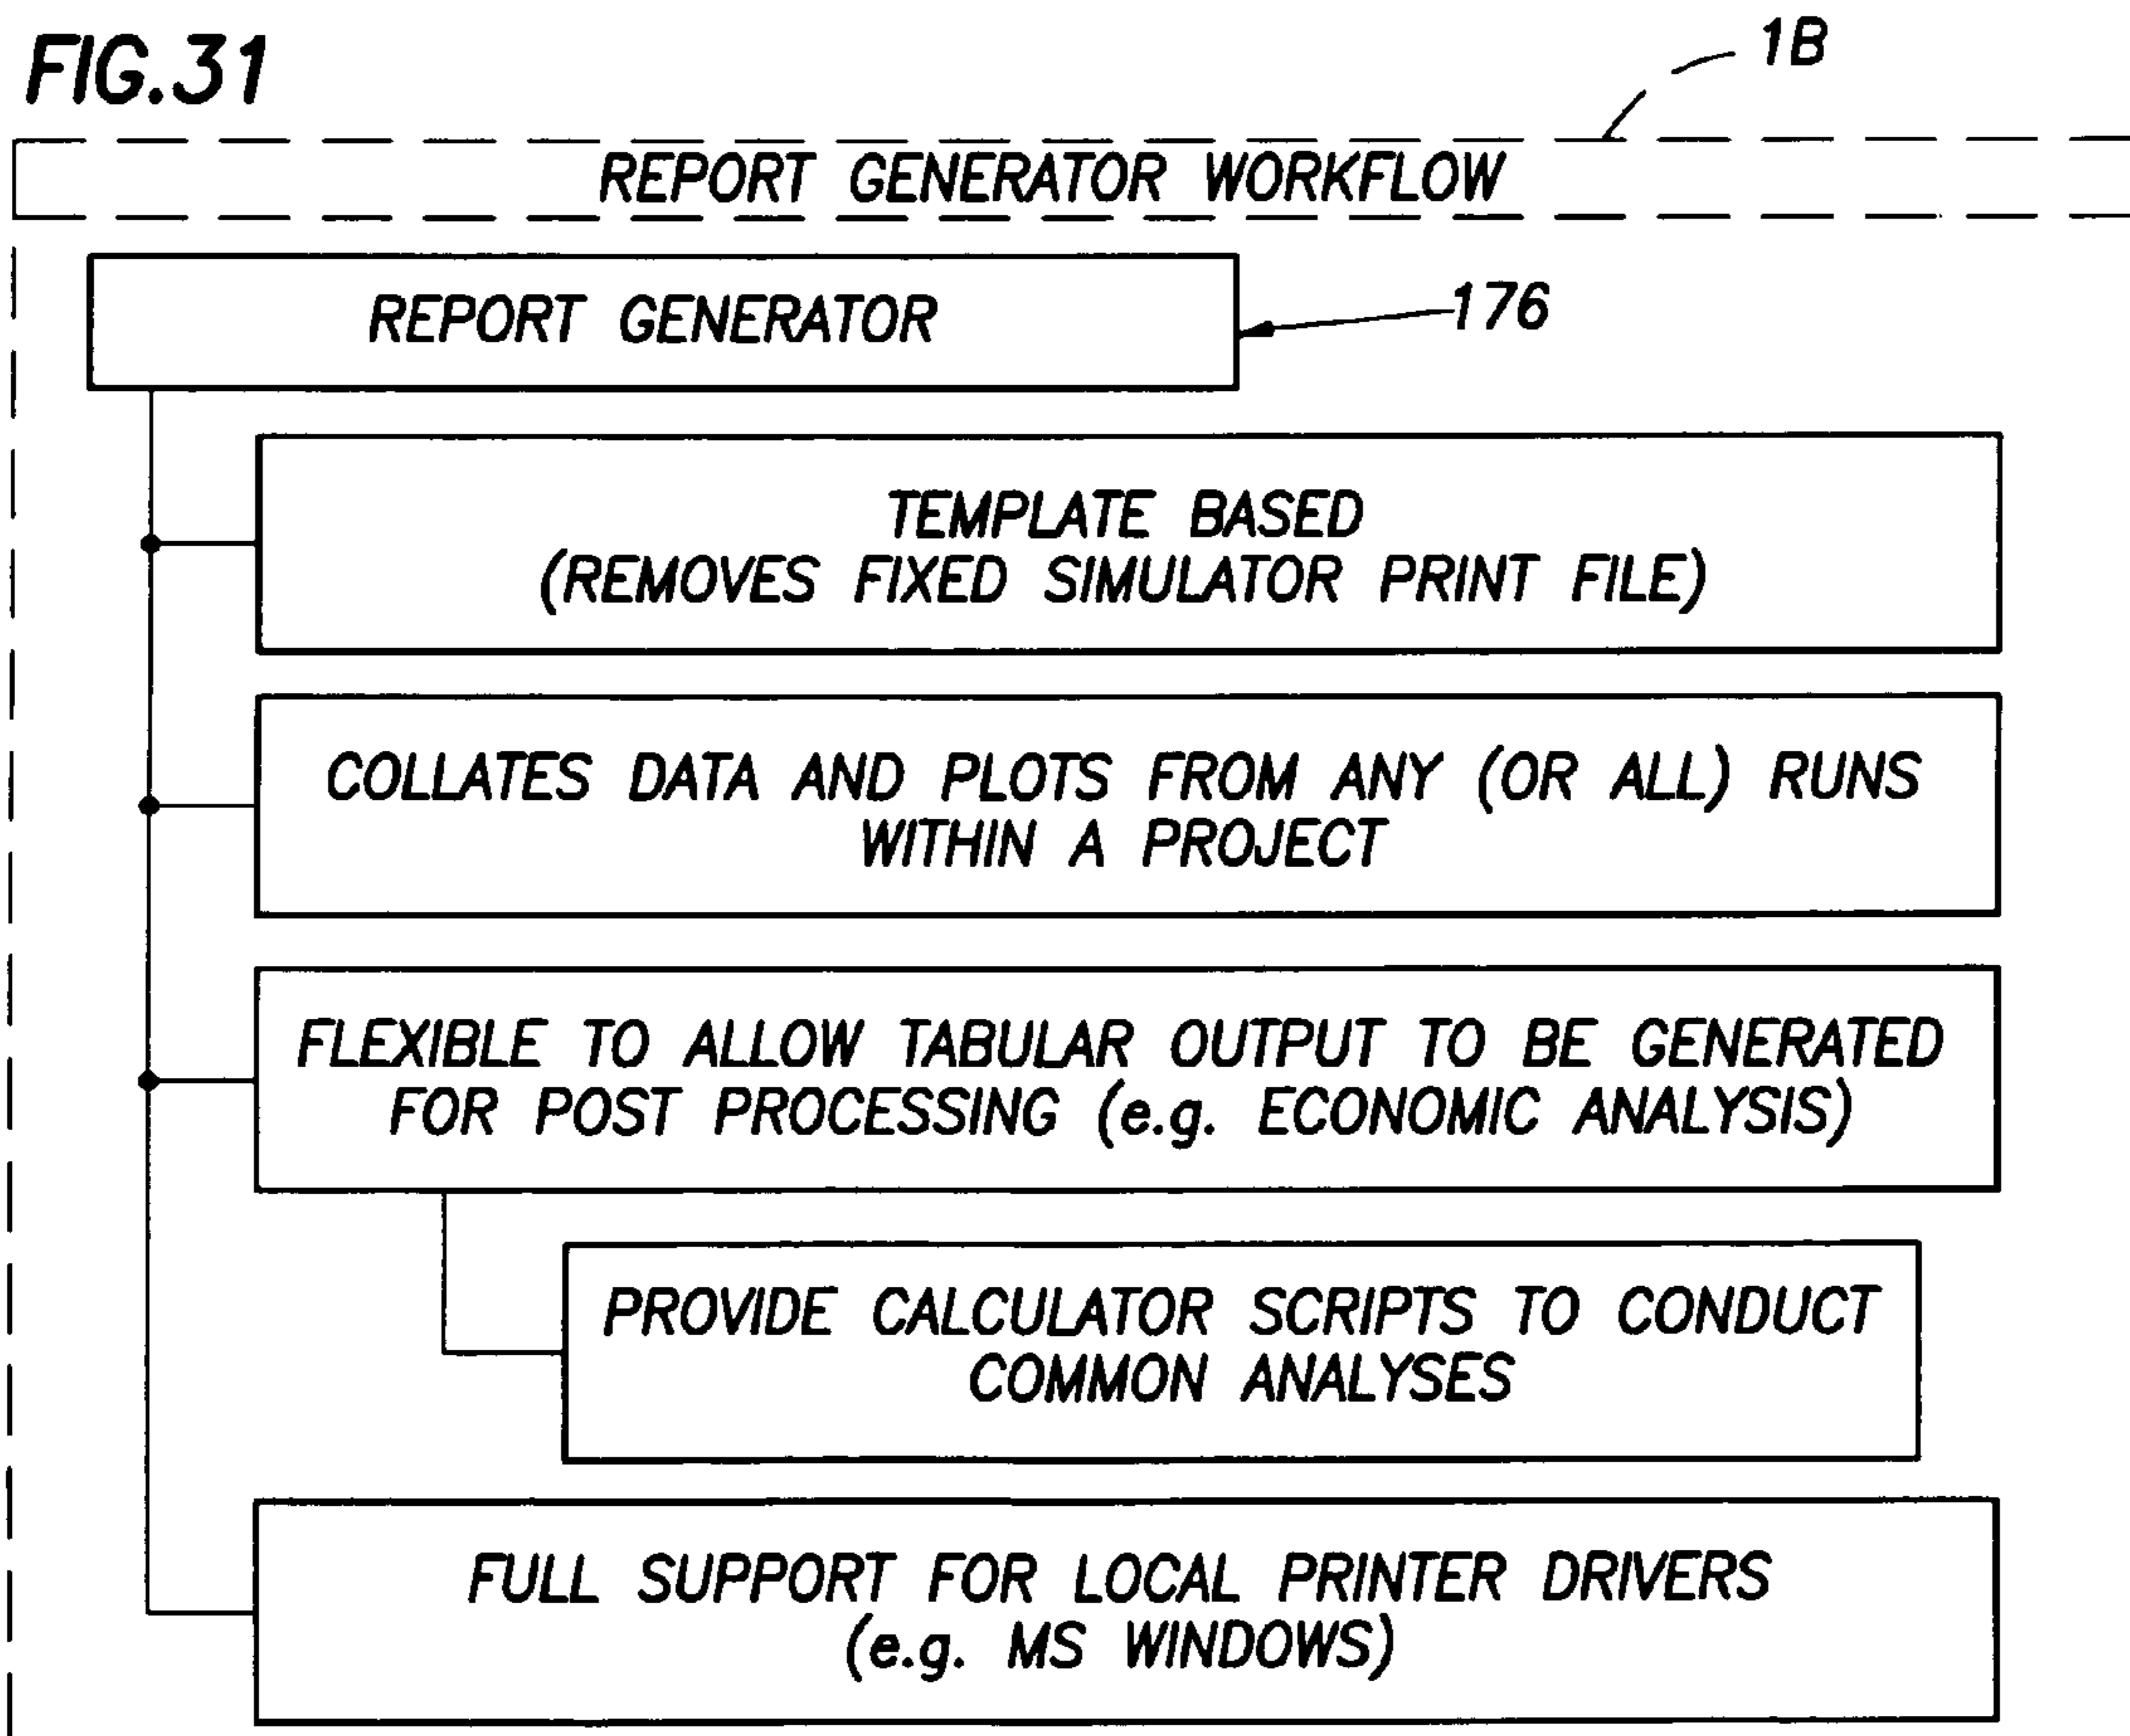 FIG.31
1B
REPORT GENERATOR WORKFLOW
REPORT GENERATOR
176
TEMPLATE BASED
(REMOVES FIXED SIMULATOR PRINT FILE)
COLLATES DATA AND PLOTS FROM ANY (OR ALL) RUNS
WITHIN A PROJECT
FLEXIBLE TO ALLOW TABULAR OUTPUT TO BE GENERATED
FOR POST PROCESSING (e.g. ECONOMIC ANALYSIS)
PROVIDE CALCULATOR SCRIPTS TO CONDUCT
COMMON ANALYSES
FULL SUPPORT FOR LOCAL PRINTER DRIVERS
(e.g. MS WINDOWS)